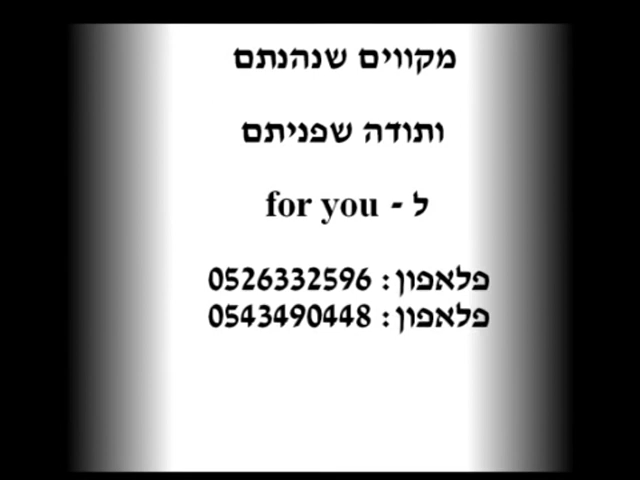 מקווים שנהנתם
ותודה שפניתם
ל - for you
פלאפון: 0526332596
פלאפון: 0543490448